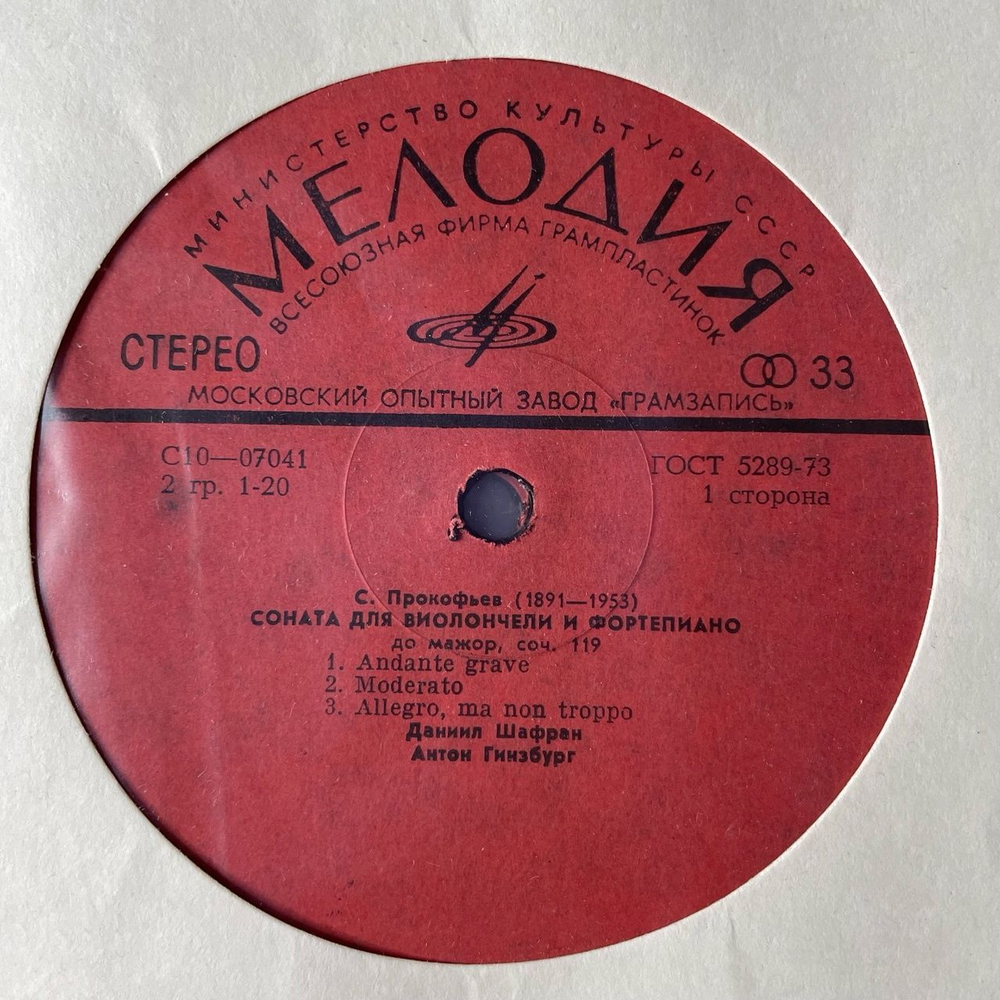 МИНИСТЕРСТВО КУЛЬТУРЫ СССР
МЕЛОДИЯ
ВСЕСОЮЗНАЯ ФИРМА ГРАМПЛАСТИНОК
СТЕРЕО
33
МОСКОВСКИЙ ОПЫТНЫЙ ЗАВОД «ГРАМЗАПИСЬ»
С10—07041
ГОСТ 5289-73
2 гр. 1-20
1 сторона
С. Прокофьев (1891—1953)
СОНАТА ДЛЯ ВИОЛОНЧЕЛИ И ФОРТЕПИАНО
до мажор, соч. 119
1. Andante grave
2. Moderato
3. Allegro, ma non troppo
Даниил Шафран
Антон Гинзбург